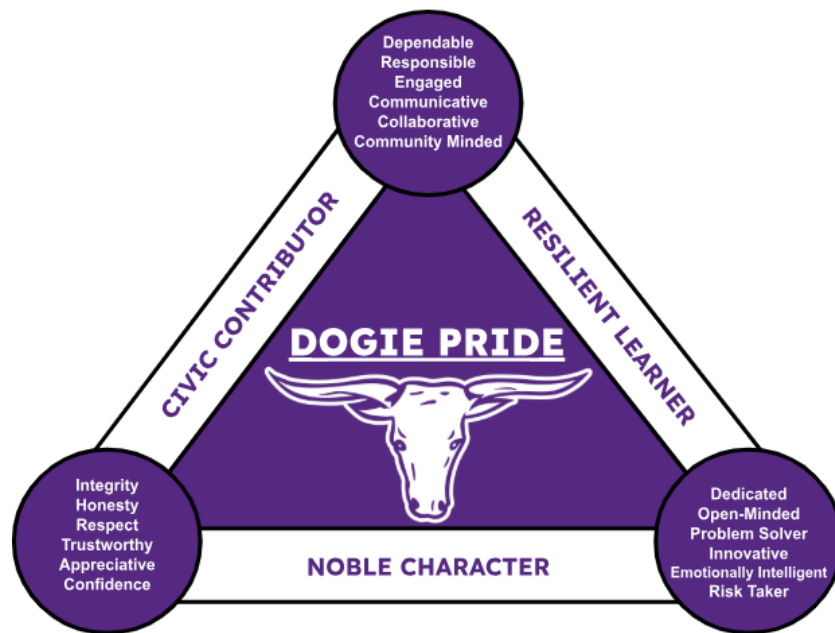 Dependable
Responsible
Engaged
Communicative
Collaborative
Community Minded
CIVIC CONTRIBUTOR
RESILIENT LEARNER
DOGIE PRIDE
Integrity
Honesty
Respect
Trustworthy
Appreciative
Confidence
Dedicated
Open-Minded
Problem Solver
Innovative
Emotionally Intelligent
Risk Taker
NOBLE CHARACTER